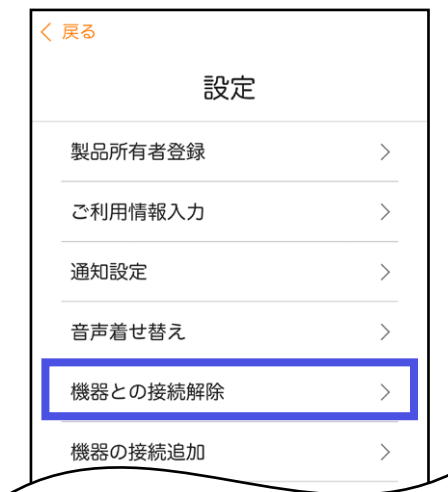 戻る
設定
製品所有者登録
ご利用情報入力
通知設定
音声着せ替え
機器との接続解除
機器の接続追加